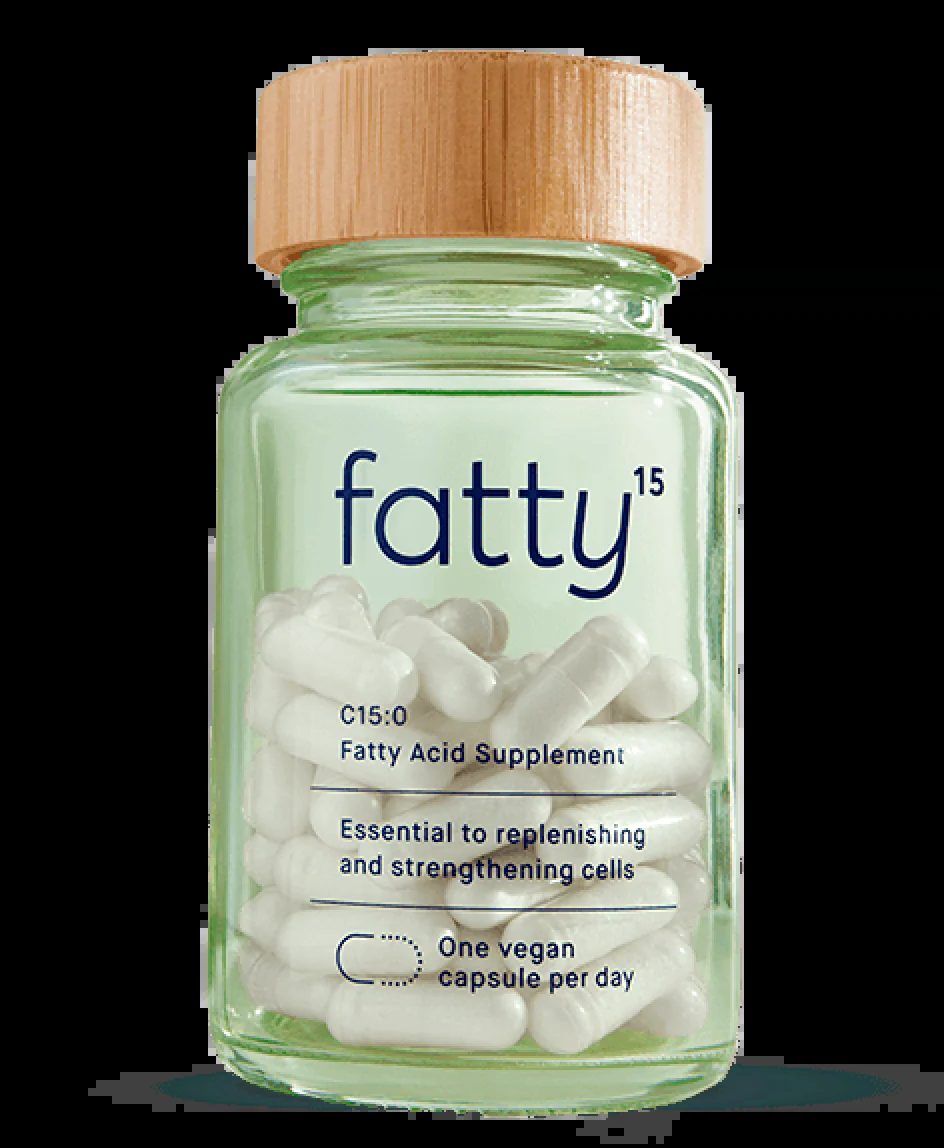 fatty15
C15:0
Fatty Acid Supplement
Essential to replenishing
and strengthening cells
One vegan
capsule per day